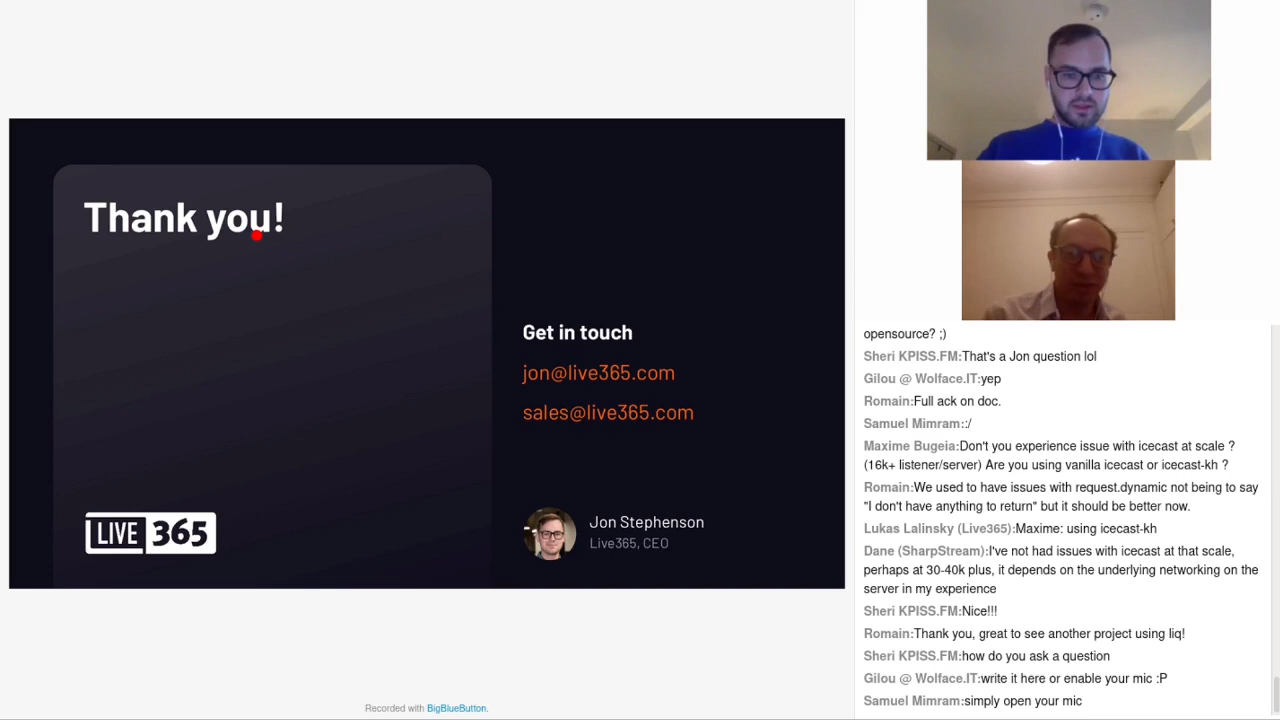 Thank you!
Get in touch
jon@live365.com
sales@live365.com
LIVE 365
Jon Stephenson
Live365, CEO
Recorded with BigBlueButton.
opensource? ;)
Sheri KPISS.FM:That's a Jon question lol
Gilou @ Wolface.IT:yep
Romain:Full ack on doc.
Samuel Mimram::/
Maxime Bugeia:Don't you experience issue with icecast at scale ?
(16k+ listener/server) Are you using vanilla icecast or icecast-kh ?
Romain:We used to have issues with request.dynamic not being to say
"I don't have anything to return" but it should be better now.
Lukas Lalinsky (Live365):Maxime: using icecast-kh
Dane (SharpStream):I've not had issues with icecast at that scale,
perhaps at 30-40k plus, it depends on the underlying networking on the
server in my experience
Sheri KPISS.FM:Nice!!!
Romain:Thank you, great to see another project using liq!
Sheri KPISS.FM:how do you ask a question
Gilou @ Wolface.IT:write it here or enable your mic :P
Samuel Mimram:simply open your mic